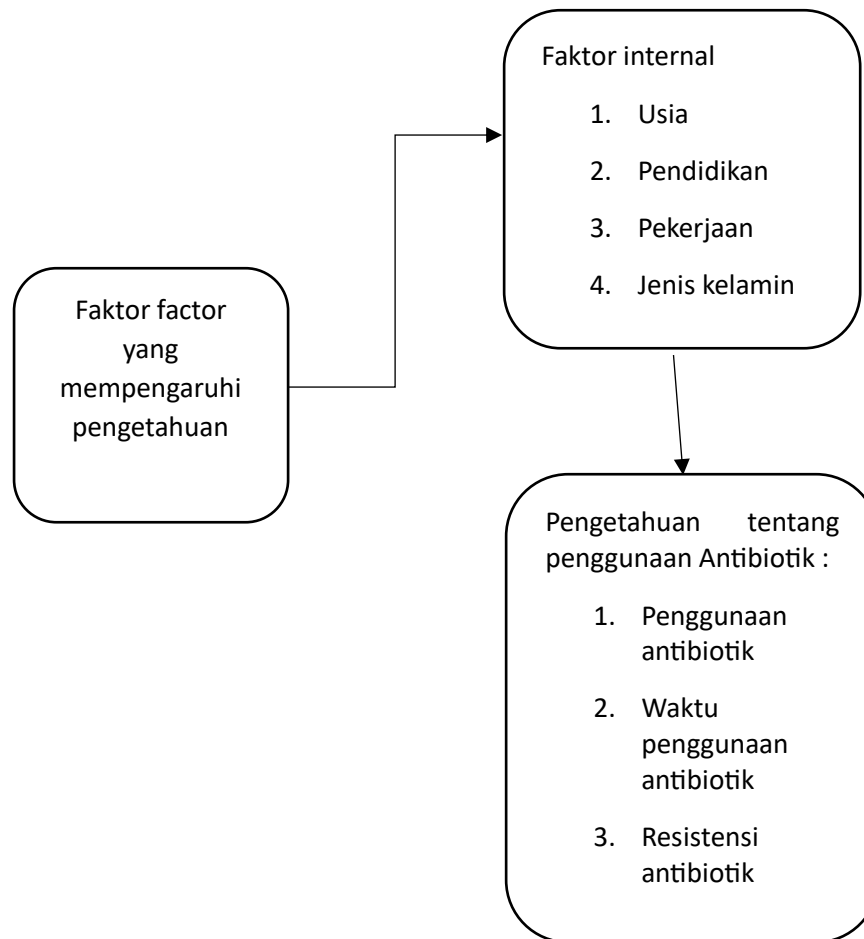 Faktor factor
yang
mempengaruhi
pengetahuan
Faktor internal
1. Usia
2. Pendidikan
3. Pekerjaan
4. Jenis kelamin
Pengetahuan tentang
penggunaan Antibiotik :
1. Penggunaan
antibiotik
2. Waktu
penggunaan
antibiotik
3. Resistensi
antibiotik